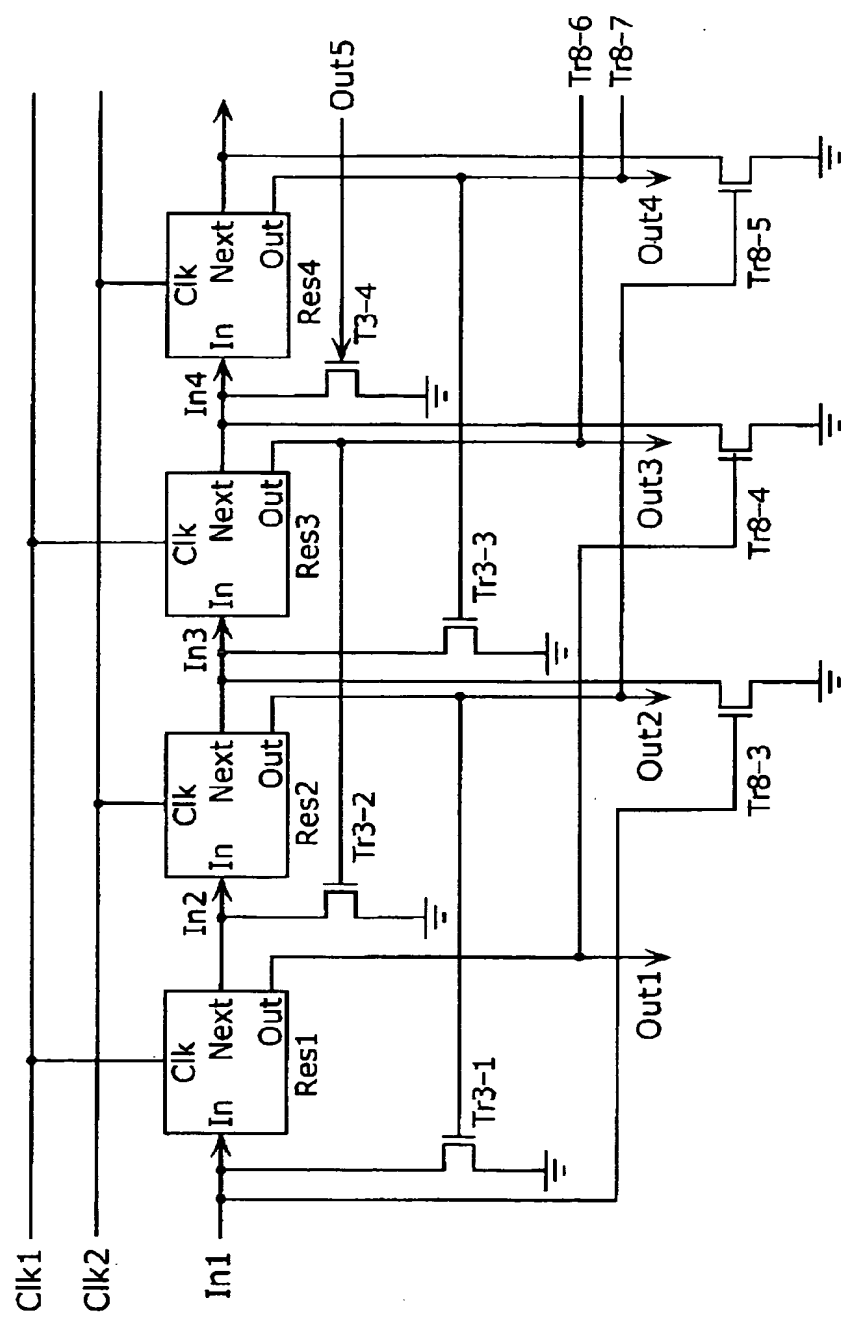 Clk1
Clk2
In1
Clk
In
Next
Out
Res1
In2
Clk
In
Next
Out
Res2
In3
Clk
In
Next
Out
Res3
In4
Clk
In
Next
Out
Res4
Tr3-1
Tr3-2
Tr3-3
T3-4
Out5
Out1
Out2
Out3
Out4
Tr8-6
Tr8-7
Tr8-3
Tr8-4
Tr8-5